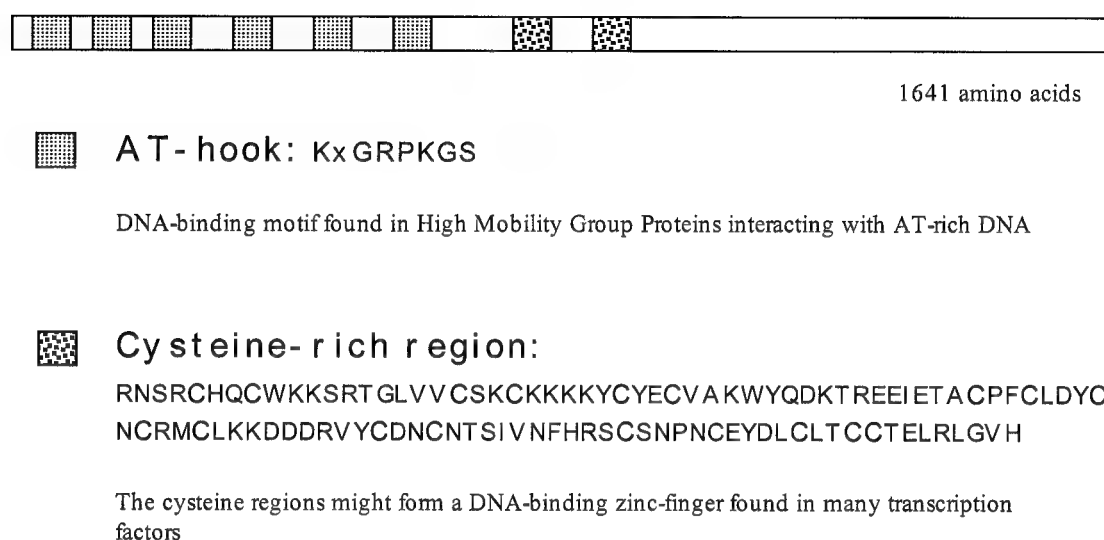 1641 amino acids
AT-hook: KxGRPKGS
DNA-binding motif found in High Mobility Group Proteins interacting with AT-rich DNA
Cysteine-rich region:
RNSRCHQCWKKSRTGLVVCSKCKKKKYCYECVAKWYQDKTREEIETACPFCLDYC
NCRMCLKKDDDRVYCDNCNTSIVNFHRSCSNPNCEYDLCLTCCTELRLGVH
The cysteine regions might form a DNA-binding zinc-finger found in many transcription
factors